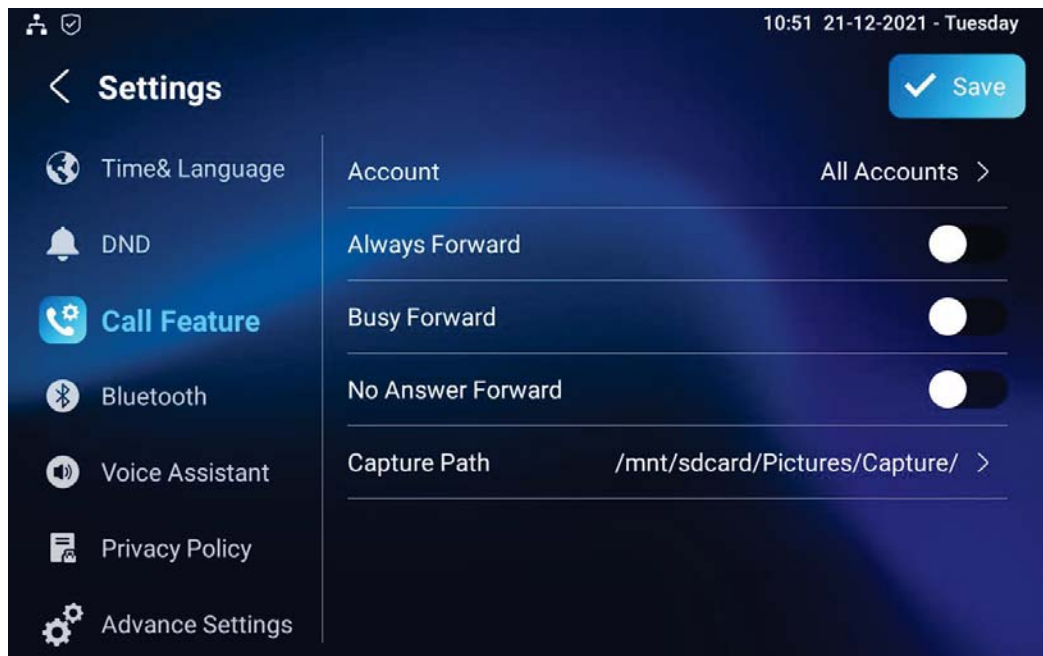 10:51 21-12-2021 - Tuesday
Settings
Save
Time& Language
DND
Call Feature
Bluetooth
Voice Assistant
Privacy Policy
Advance Settings
Account All Accounts
Always Forward
Busy Forward
No Answer Forward
Capture Path /mnt/sdcard/Pictures/Capture/